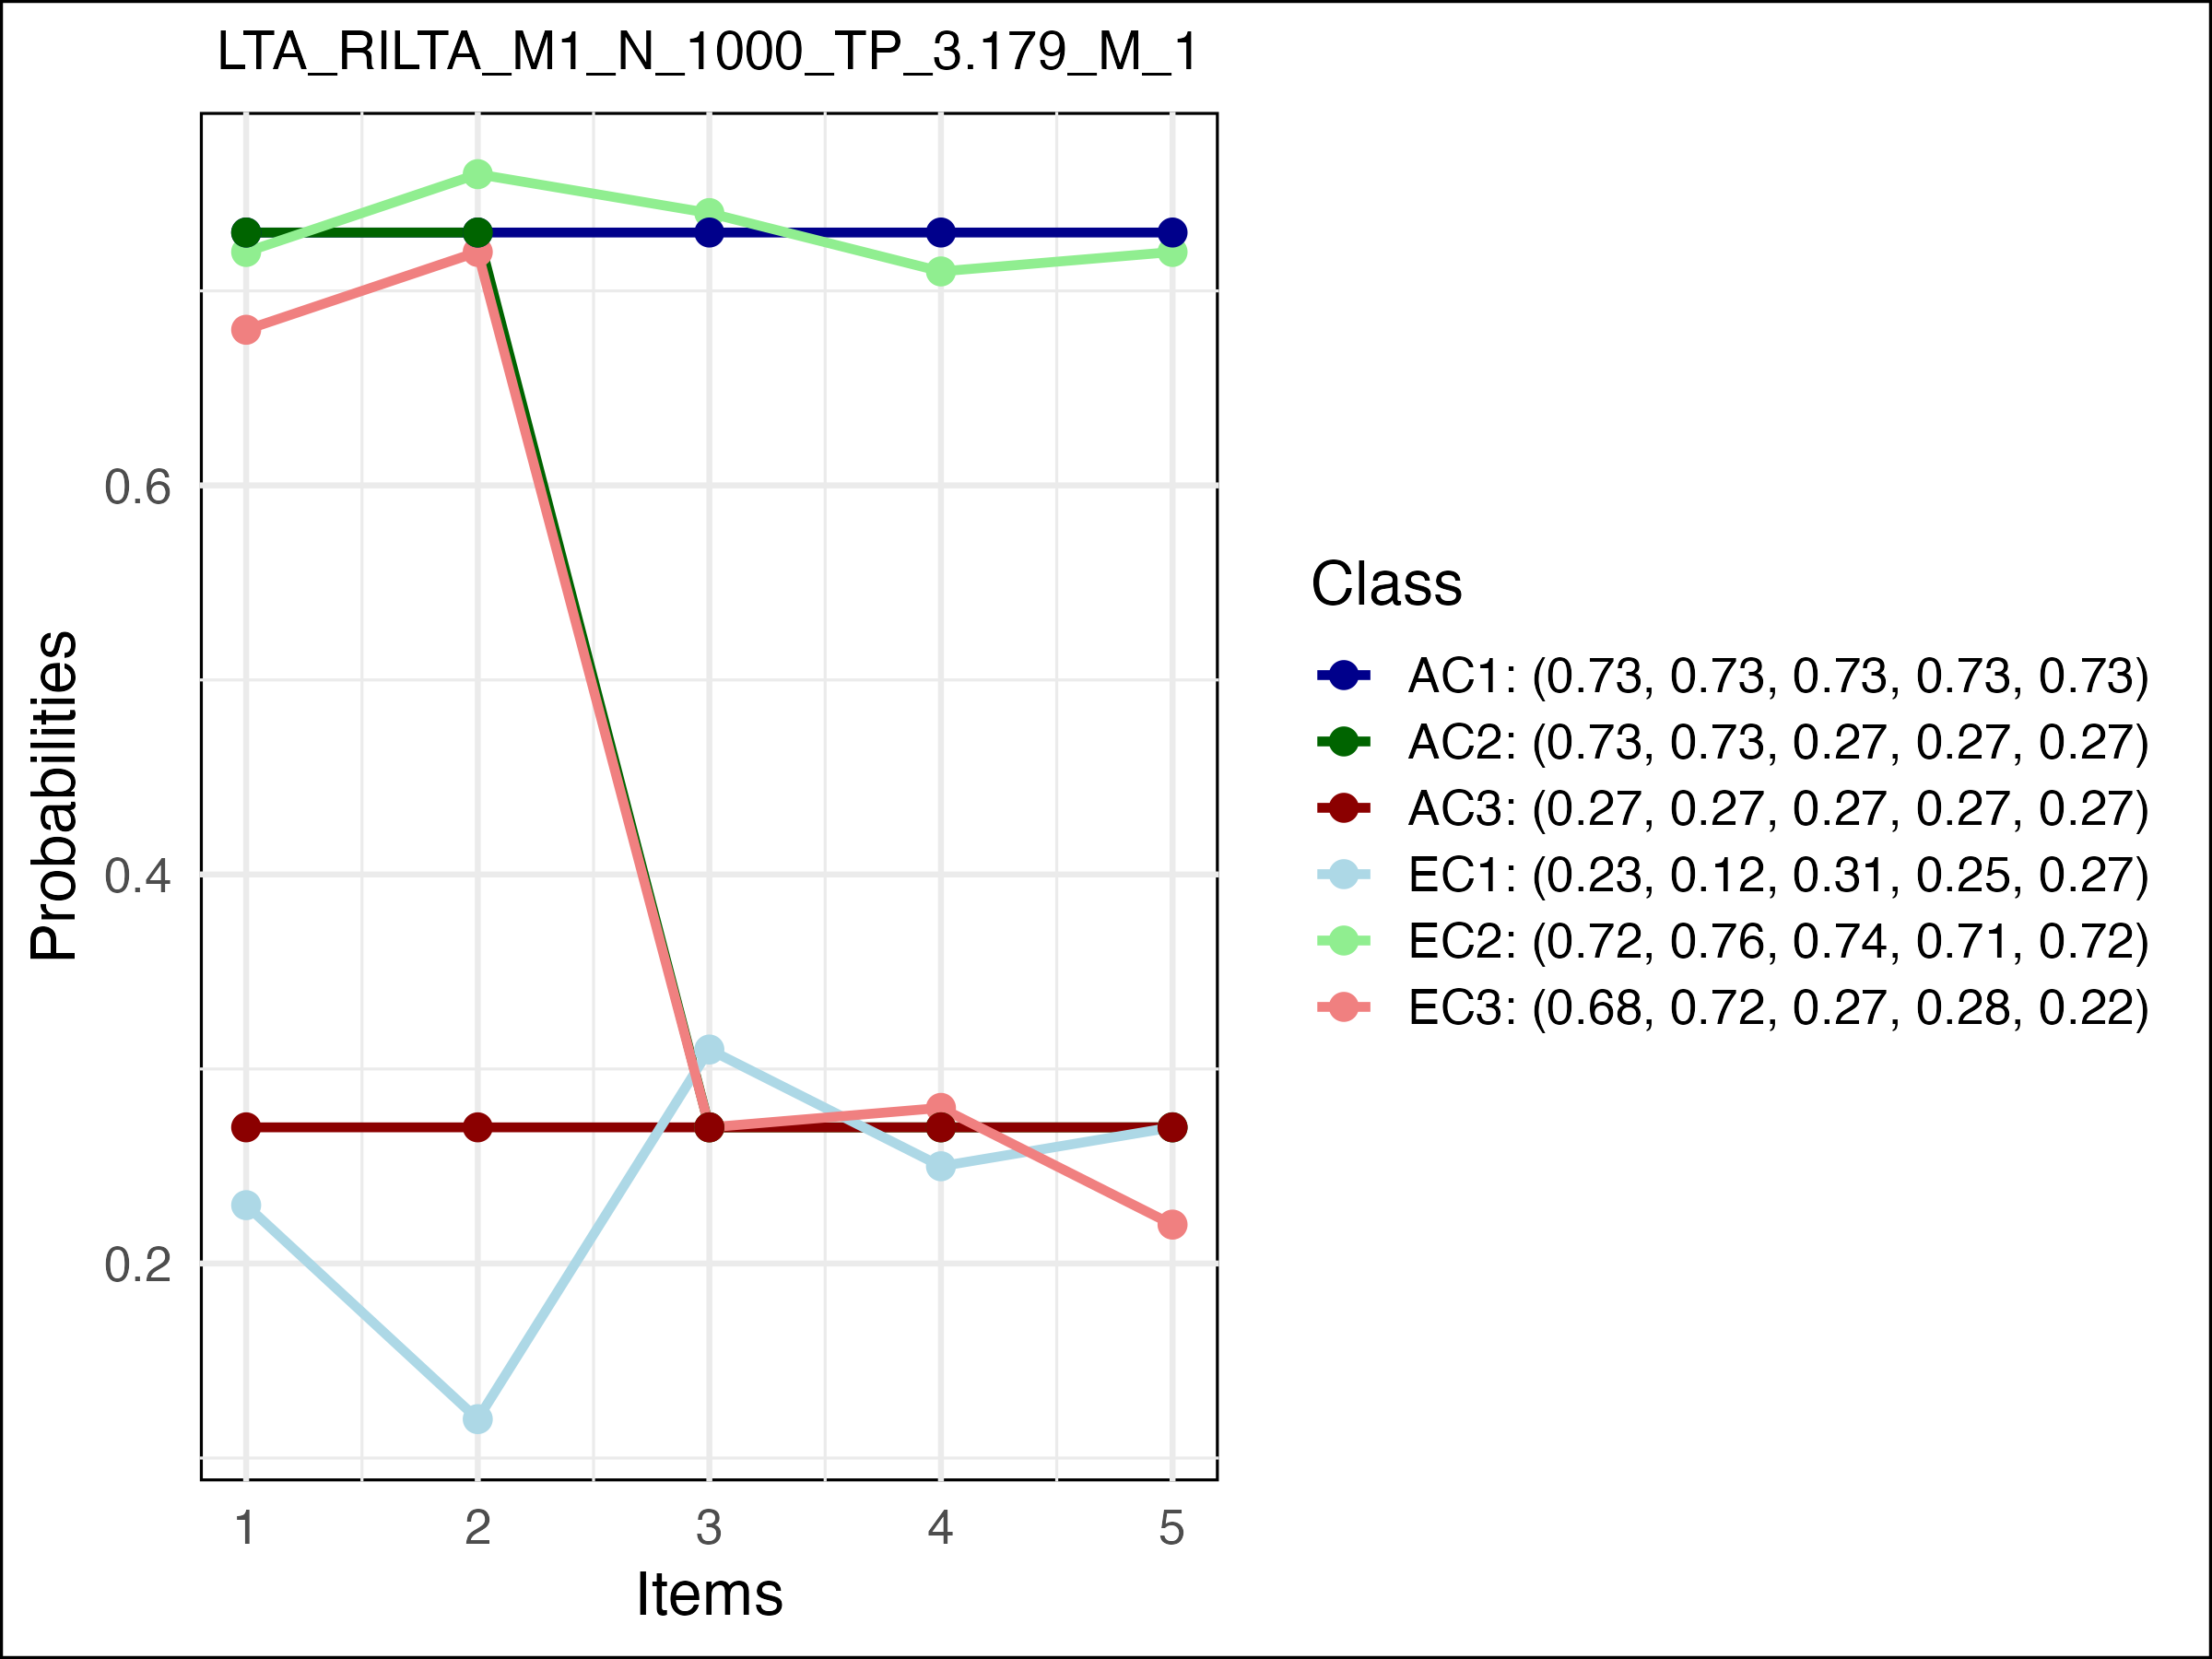 LTA_RILTA_M1_N_1000_TP_3.179_M_1
Probabilities
0.6
0.4
0.2
1 2 3 4 5
Items
Class
AC1: (0.73, 0.73, 0.73, 0.73, 0.73)
AC2: (0.73, 0.73, 0.27, 0.27, 0.27)
AC3: (0.27, 0.27, 0.27, 0.27, 0.27)
EC1: (0.23, 0.12, 0.31, 0.25, 0.27)
EC2: (0.72, 0.76, 0.74, 0.71, 0.72)
EC3: (0.68, 0.72, 0.27, 0.28, 0.22)